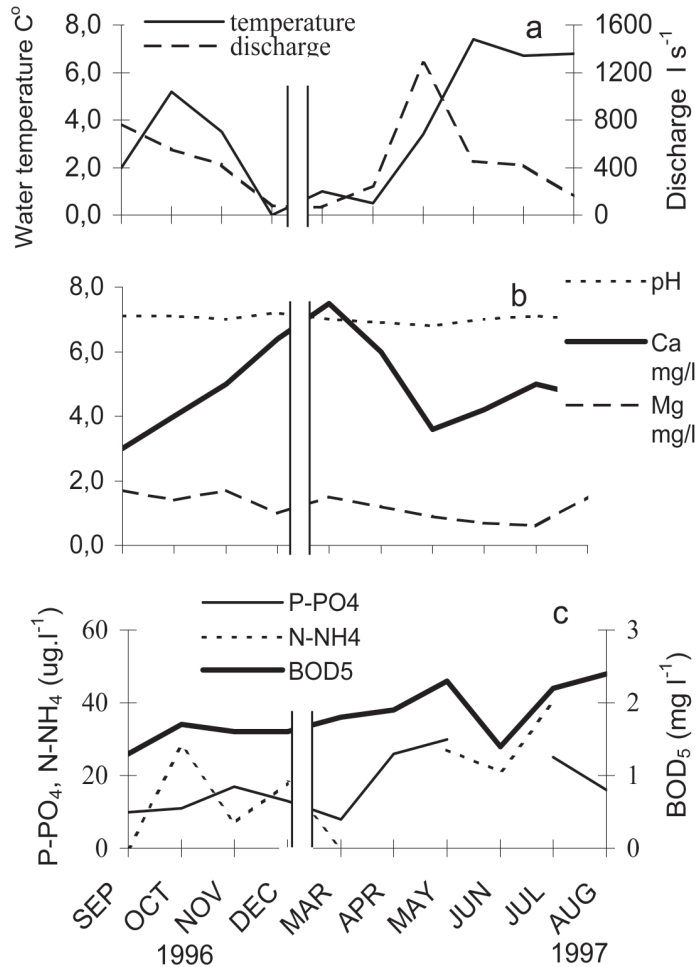 temperature
discharge
a
Water temperature C°
8,0
6,0
4,0
2,0
0,0
1600
1200
800
400
0
Discharge l s⁻¹
b
8,0
6,0
4,0
2,0
0,0
pH
Ca
mg/l
Mg
mg/l
P-PO4
N-NH4
BOD5
c
P-PO₄, N-NH₄ (ug.l⁻¹)
60
40
20
0
3
2
1
0
BOD₅ (mg l⁻¹)
SEP
OCT
NOV
DEC
MAR
APR
MAY
JUN
JUL
AUG
1996
1997